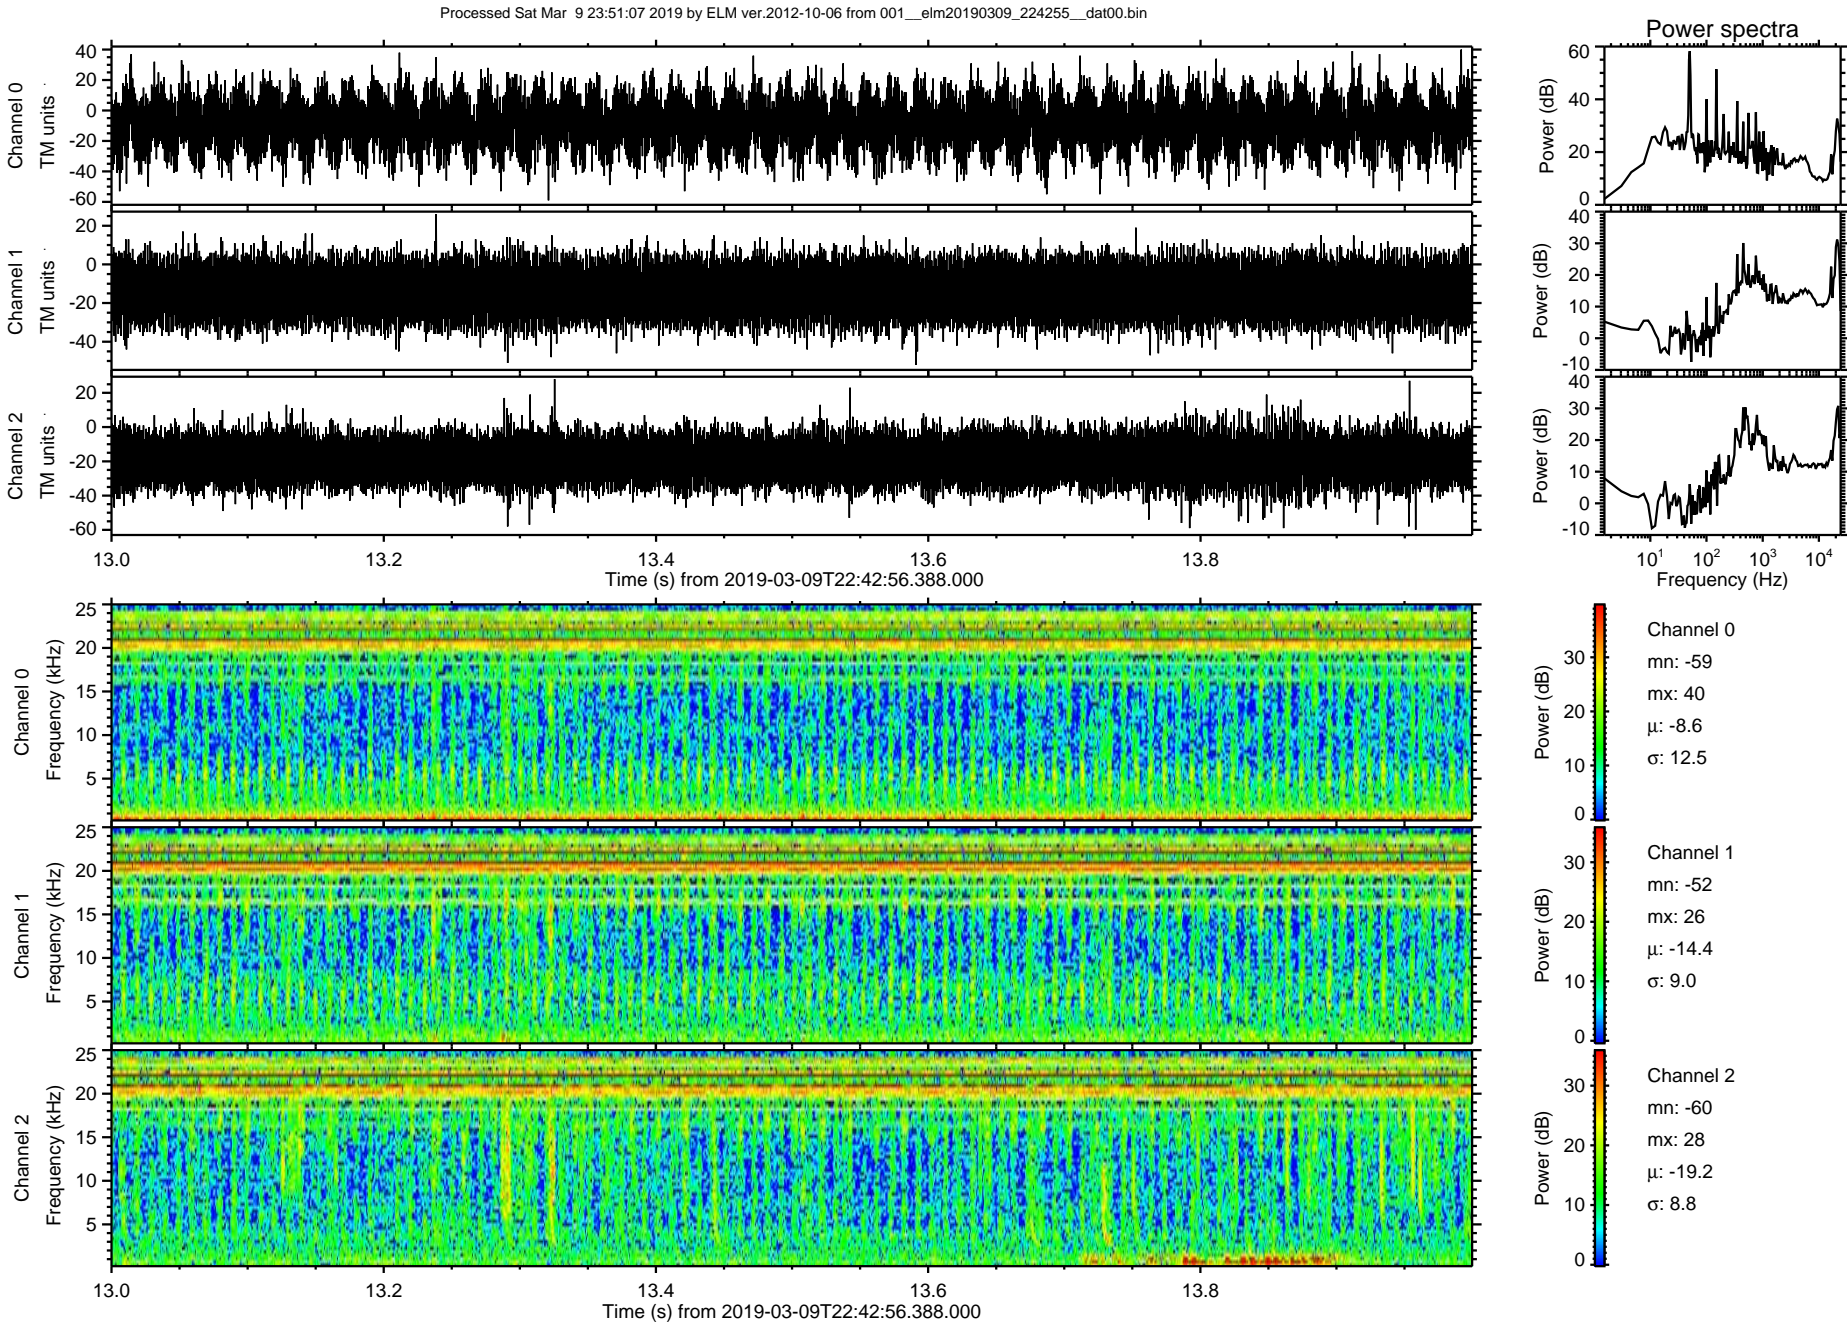 Processed Sat Mar  9 23:51:07 2019 by ELM ver.2012-10-06 from 001__elm20190309_224255__dat00.bin
Power spectra
Channel 0
TM units
40
20
0
-20
-40
-60
Power (dB)
60
40
20
0
Channel 1
TM units
20
0
-20
-40
Power (dB)
40
30
20
10
0
-10
Channel 2
TM units
20
0
-20
-40
-60
Power (dB)
40
30
20
10
0
-10
13.0 13.2 13.4 13.6 13.8
Time (s) from 2019-03-09T22:42:56.388.000
10¹ 10² 10³ 10⁴
Frequency (Hz)
Channel 0
Frequency (kHz)
25
20
15
10
5
Power (dB)
30
20
10
0
Channel 0
mn: -59
mx: 40
μ: -8.6
σ: 12.5
Channel 1
Frequency (kHz)
25
20
15
10
5
Power (dB)
30
20
10
0
Channel 1
mn: -52
mx: 26
μ: -14.4
σ: 9.0
Channel 2
Frequency (kHz)
25
20
15
10
5
Power (dB)
30
20
10
0
Channel 2
mn: -60
mx: 28
μ: -19.2
σ: 8.8
13.0 13.2 13.4 13.6 13.8
Time (s) from 2019-03-09T22:42:56.388.000